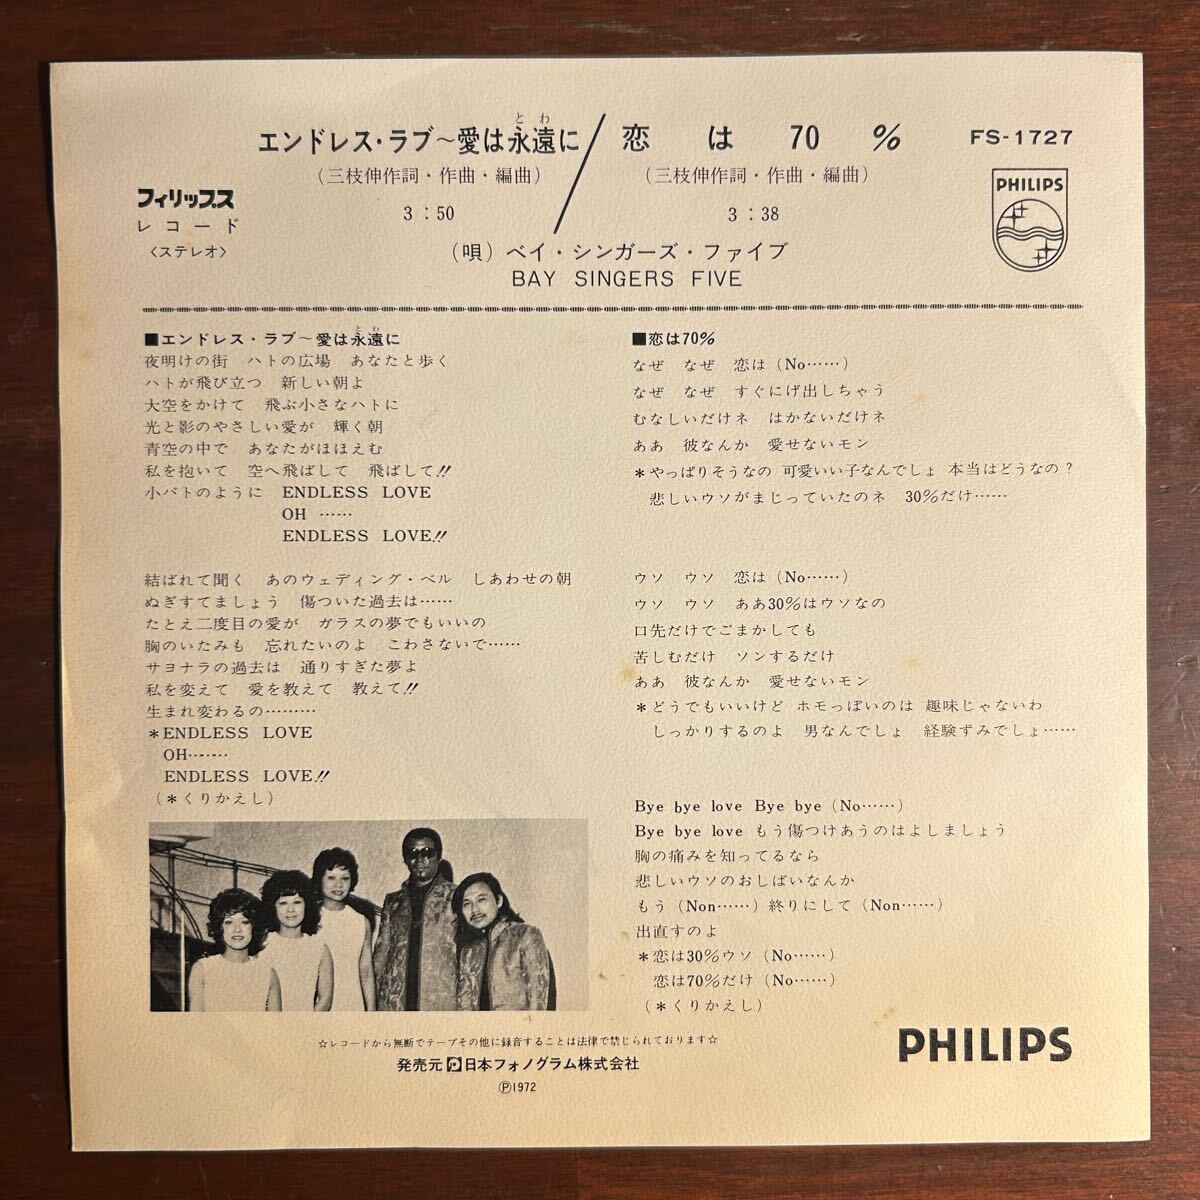 エンドレス・ラブ〜愛は永遠に／恋は70% FS-1727
とわ
(三枝伸作詞・作曲・編曲) (三枝伸作詞・作曲・編曲)
フィリップス
レコード
〈ステレオ〉
3：50 3：38
PHILIPS
(唄) ベイ・シンガーズ・ファイブ
BAY SINGERS FIVE
■エンドレス・ラブ〜愛は永遠に
とわ
夜明けの街　ハトの広場　あなたと歩く
ハトが飛び立つ　新しい朝よ
大空をかけて　飛ぶ小さなハトに
光と影のやさしい愛が　輝く朝
青空の中で　あなたがほほえむ
私を抱いて　空へ飛ばして　飛ばして!!
小バトのように　ENDLESS LOVE
OH ……
ENDLESS LOVE!!
結ばれて聞く　あのウェディング・ベル　しあわせの朝
ぬぎすてましょう　傷ついた過去は……
たとえ二度目の愛が　ガラスの夢でもいいの
胸のいたみも　忘れたいのよ　こわさないで……
サヨナラの過去は　通りすぎた夢よ
私を変えて　愛を教えて　教えて!!
生まれ変わるの………
＊ENDLESS LOVE
OH………
ENDLESS LOVE!!
(＊くりかえし)
■恋は70%
なぜ　なぜ　恋は (No……)
なぜ　なぜ　すぐにげ出しちゃう
むなしいだけネ　はかないだけネ
ああ　彼なんか　愛せないモン
＊やっぱりそうなの 可愛いい子なんでしょ 本当はどうなの？
悲しいウソがまじっていたのネ　30%だけ……
ウソ　ウソ　恋は (No……)
ウソ　ウソ　ああ30%はウソなの
口先だけでごまかしても
苦しむだけ　ソンするだけ
ああ　彼なんか　愛せないモン
＊どうでもいいけど ホモっぽいのは 趣味じゃないわ
しっかりするのよ　男なんでしょ　経験ずみでしょ……
Bye bye love Bye bye (No……)
Bye bye love もう傷つけあうのはよしましょう
胸の痛みを知ってるなら
悲しいウソのおしばいなんか
もう (Non……) 終りにして (Non……)
出直すのよ
＊恋は30%ウソ (No……)
恋は70%だけ (No……)
(＊くりかえし)
☆レコードから無断でテープその他に録音することは法律で禁じられております☆
発売元 日本フォノグラム株式会社
Ⓟ1972
PHILIPS